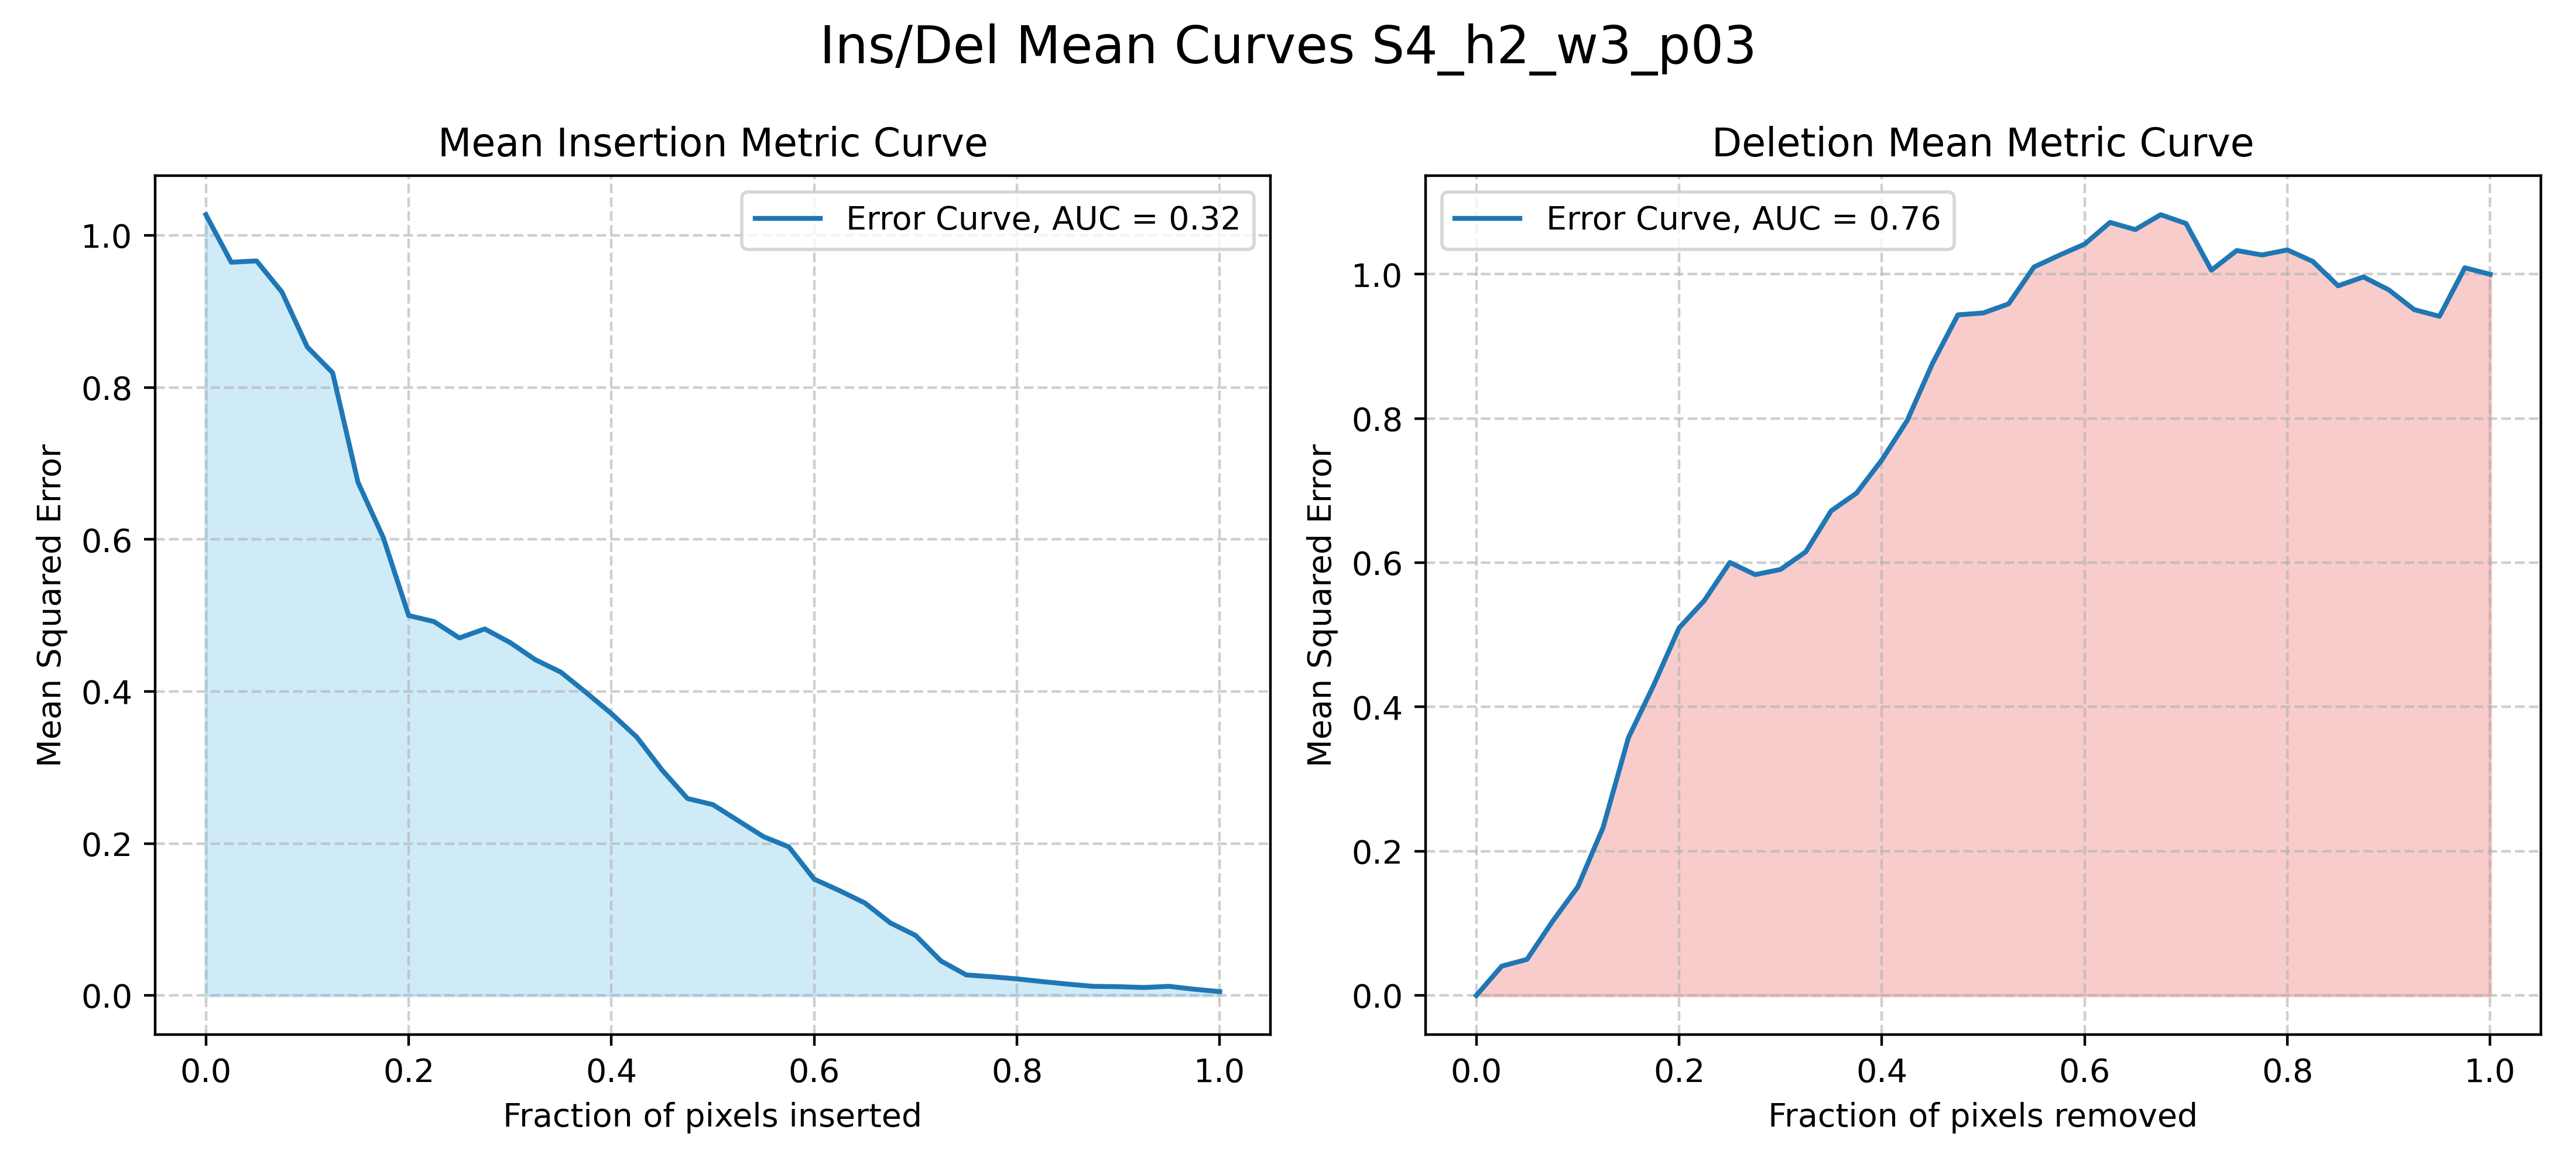 Ins/Del Mean Curves S4_h2_w3_p03
Mean Insertion Metric Curve
Error Curve, AUC = 0.32
Mean Squared Error
1.0
0.8
0.6
0.4
0.2
0.0
0.0 0.2 0.4 0.6 0.8 1.0
Fraction of pixels inserted
Deletion Mean Metric Curve
Error Curve, AUC = 0.76
Mean Squared Error
1.0
0.8
0.6
0.4
0.2
0.0
0.0 0.2 0.4 0.6 0.8 1.0
Fraction of pixels removed